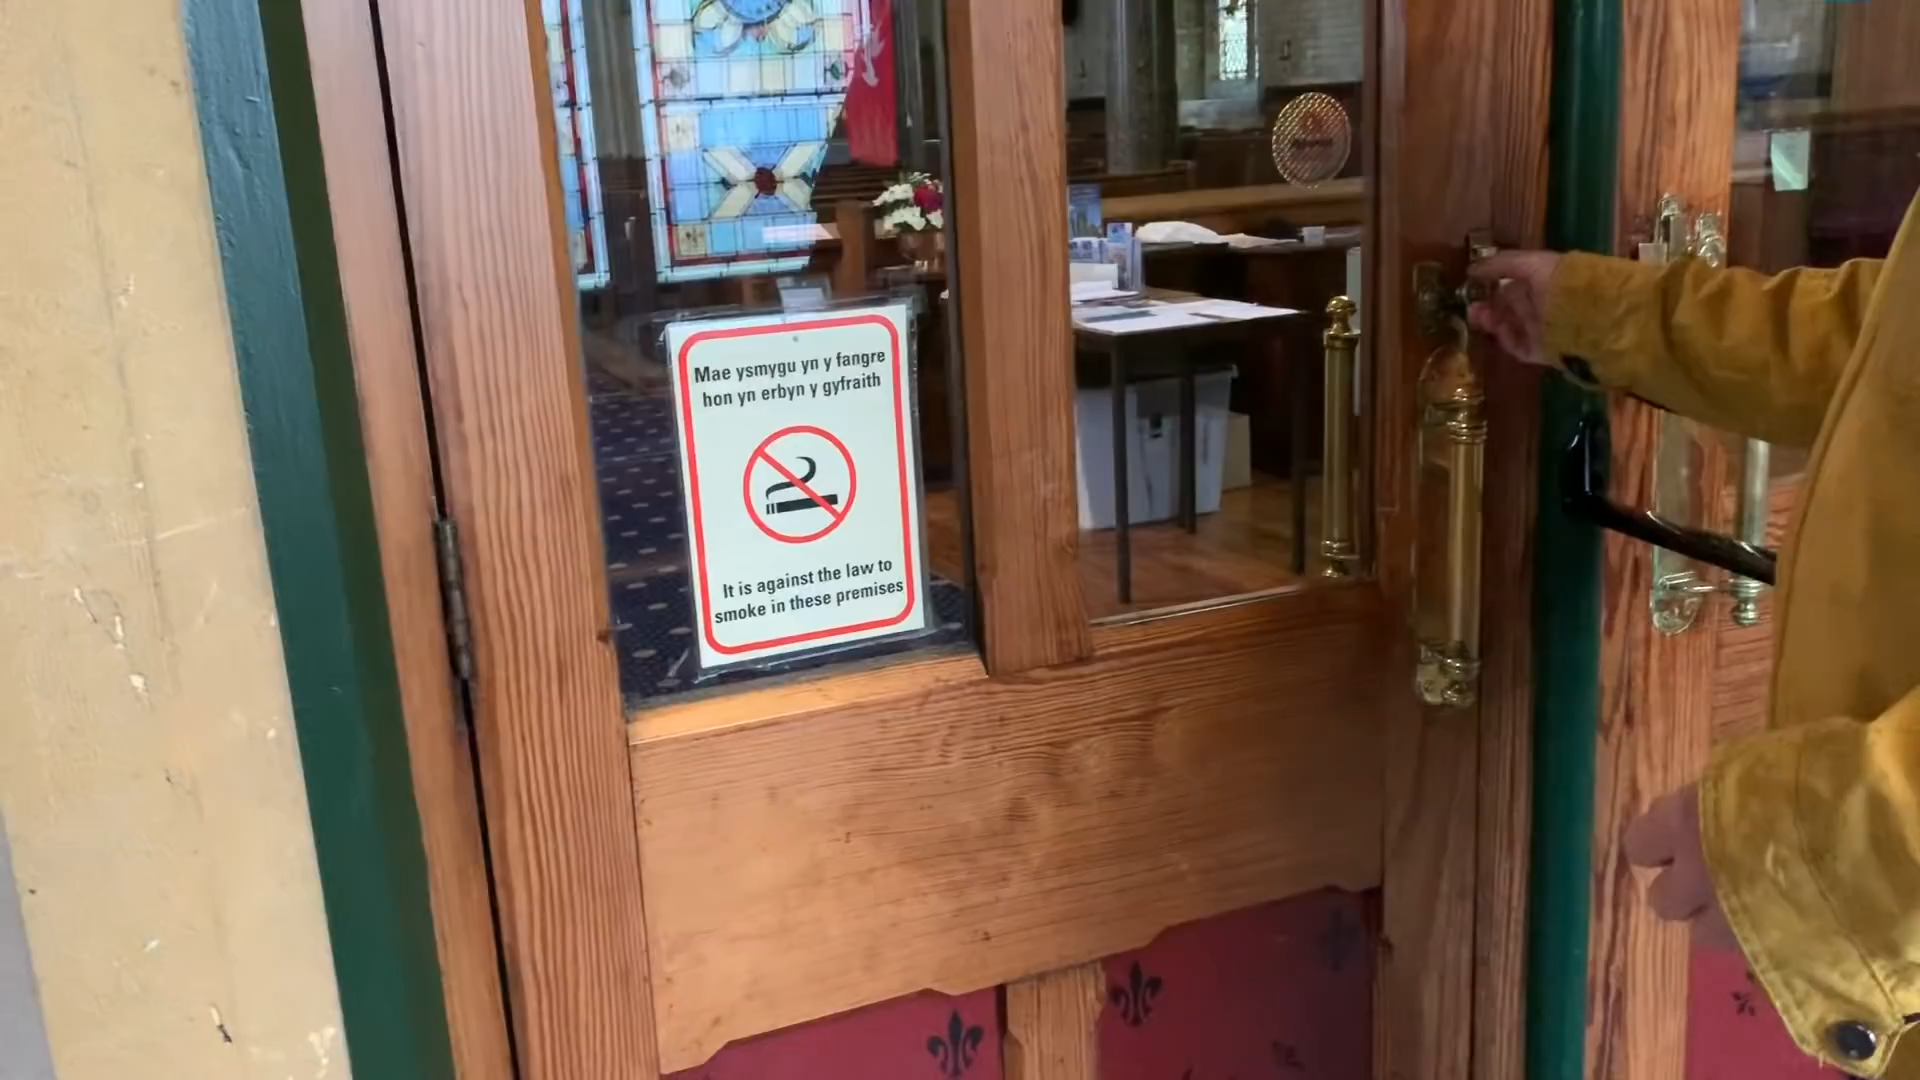 Mae ysmygu yn y fangre
hon yn erbyn y gyfraith
It is against the law to
smoke in these premises